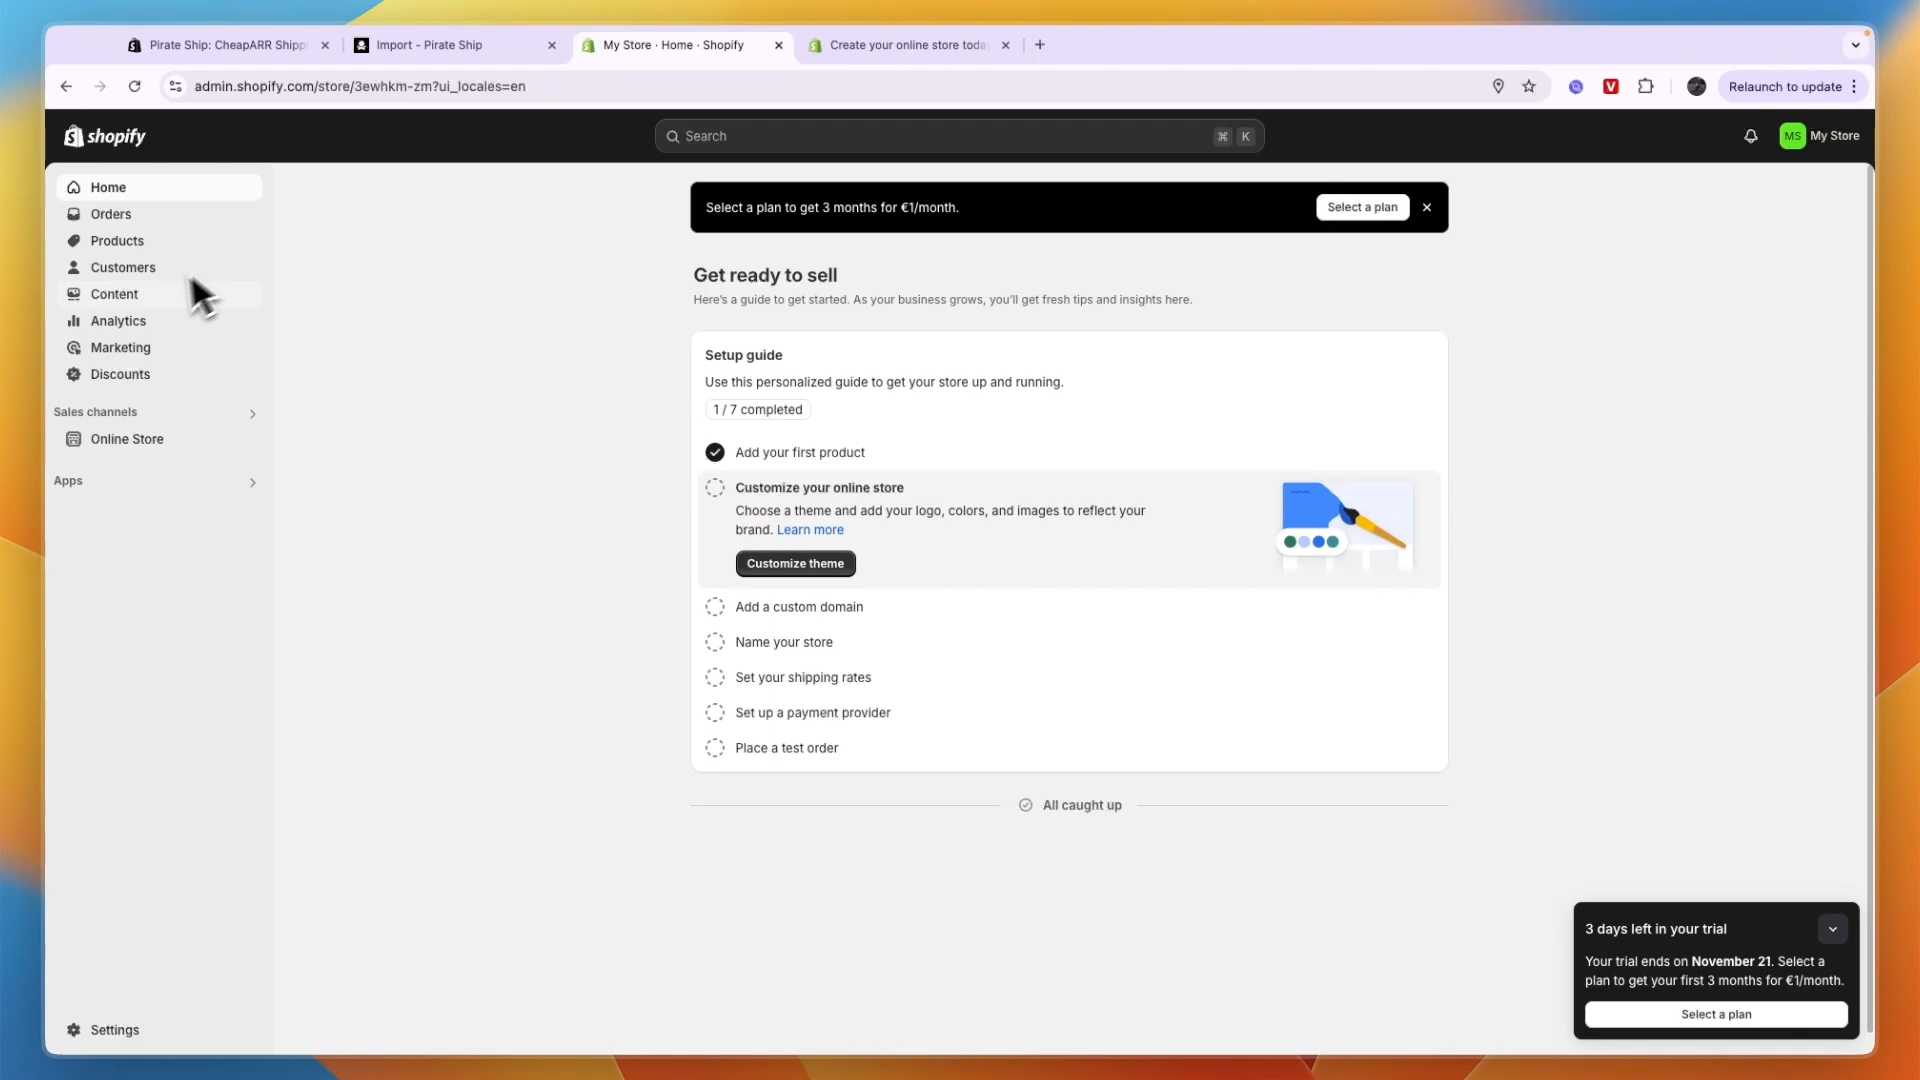 Pirate Ship: CheapARR Shipp
Import - Pirate Ship
My Store · Home · Shopify
Create your online store toda
admin.shopify.com/store/3ewhkm-zm?ui_locales=en
Relaunch to update
shopify
Search
⌘ K
MS My Store
Home
Orders
Products
Customers
Content
Analytics
Marketing
Discounts
Sales channels
Online Store
Apps
Settings
Select a plan to get 3 months for €1/month.
Select a plan
Get ready to sell
Here's a guide to get started. As your business grows, you'll get fresh tips and insights here.
Setup guide
Use this personalized guide to get your store up and running.
1 / 7 completed
Add your first product
Customize your online store
Choose a theme and add your logo, colors, and images to reflect your
brand. Learn more
Customize theme
Add a custom domain
Name your store
Set your shipping rates
Set up a payment provider
Place a test order
All caught up
3 days left in your trial
Your trial ends on November 21. Select a
plan to get your first 3 months for €1/month.
Select a plan